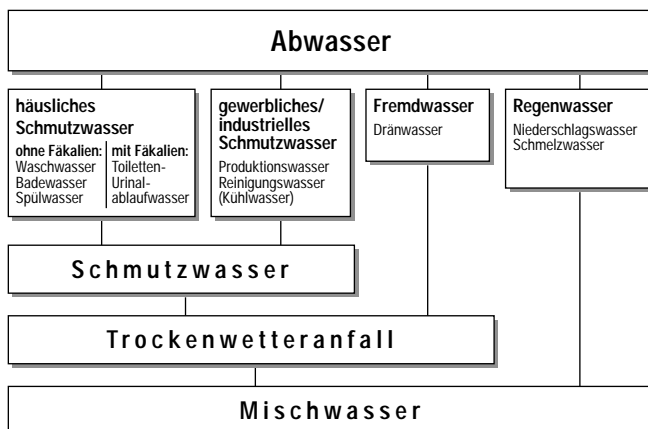 Abwasser
häusliches
Schmutzwasser
ohne Fäkalien:
Waschwasser
Badewasser
Spülwasser
mit Fäkalien:
Toiletten-
Urinal-
ablaufwasser
gewerbliches/
industrielles
Schmutzwasser
Produktionswasser
Reinigungswasser
(Kühlwasser)
Fremdwasser
Dränwasser
Regenwasser
Niederschlagswasser
Schmelzwasser
Schmutzwasser
Trockenwetteranfall
Mischwasser